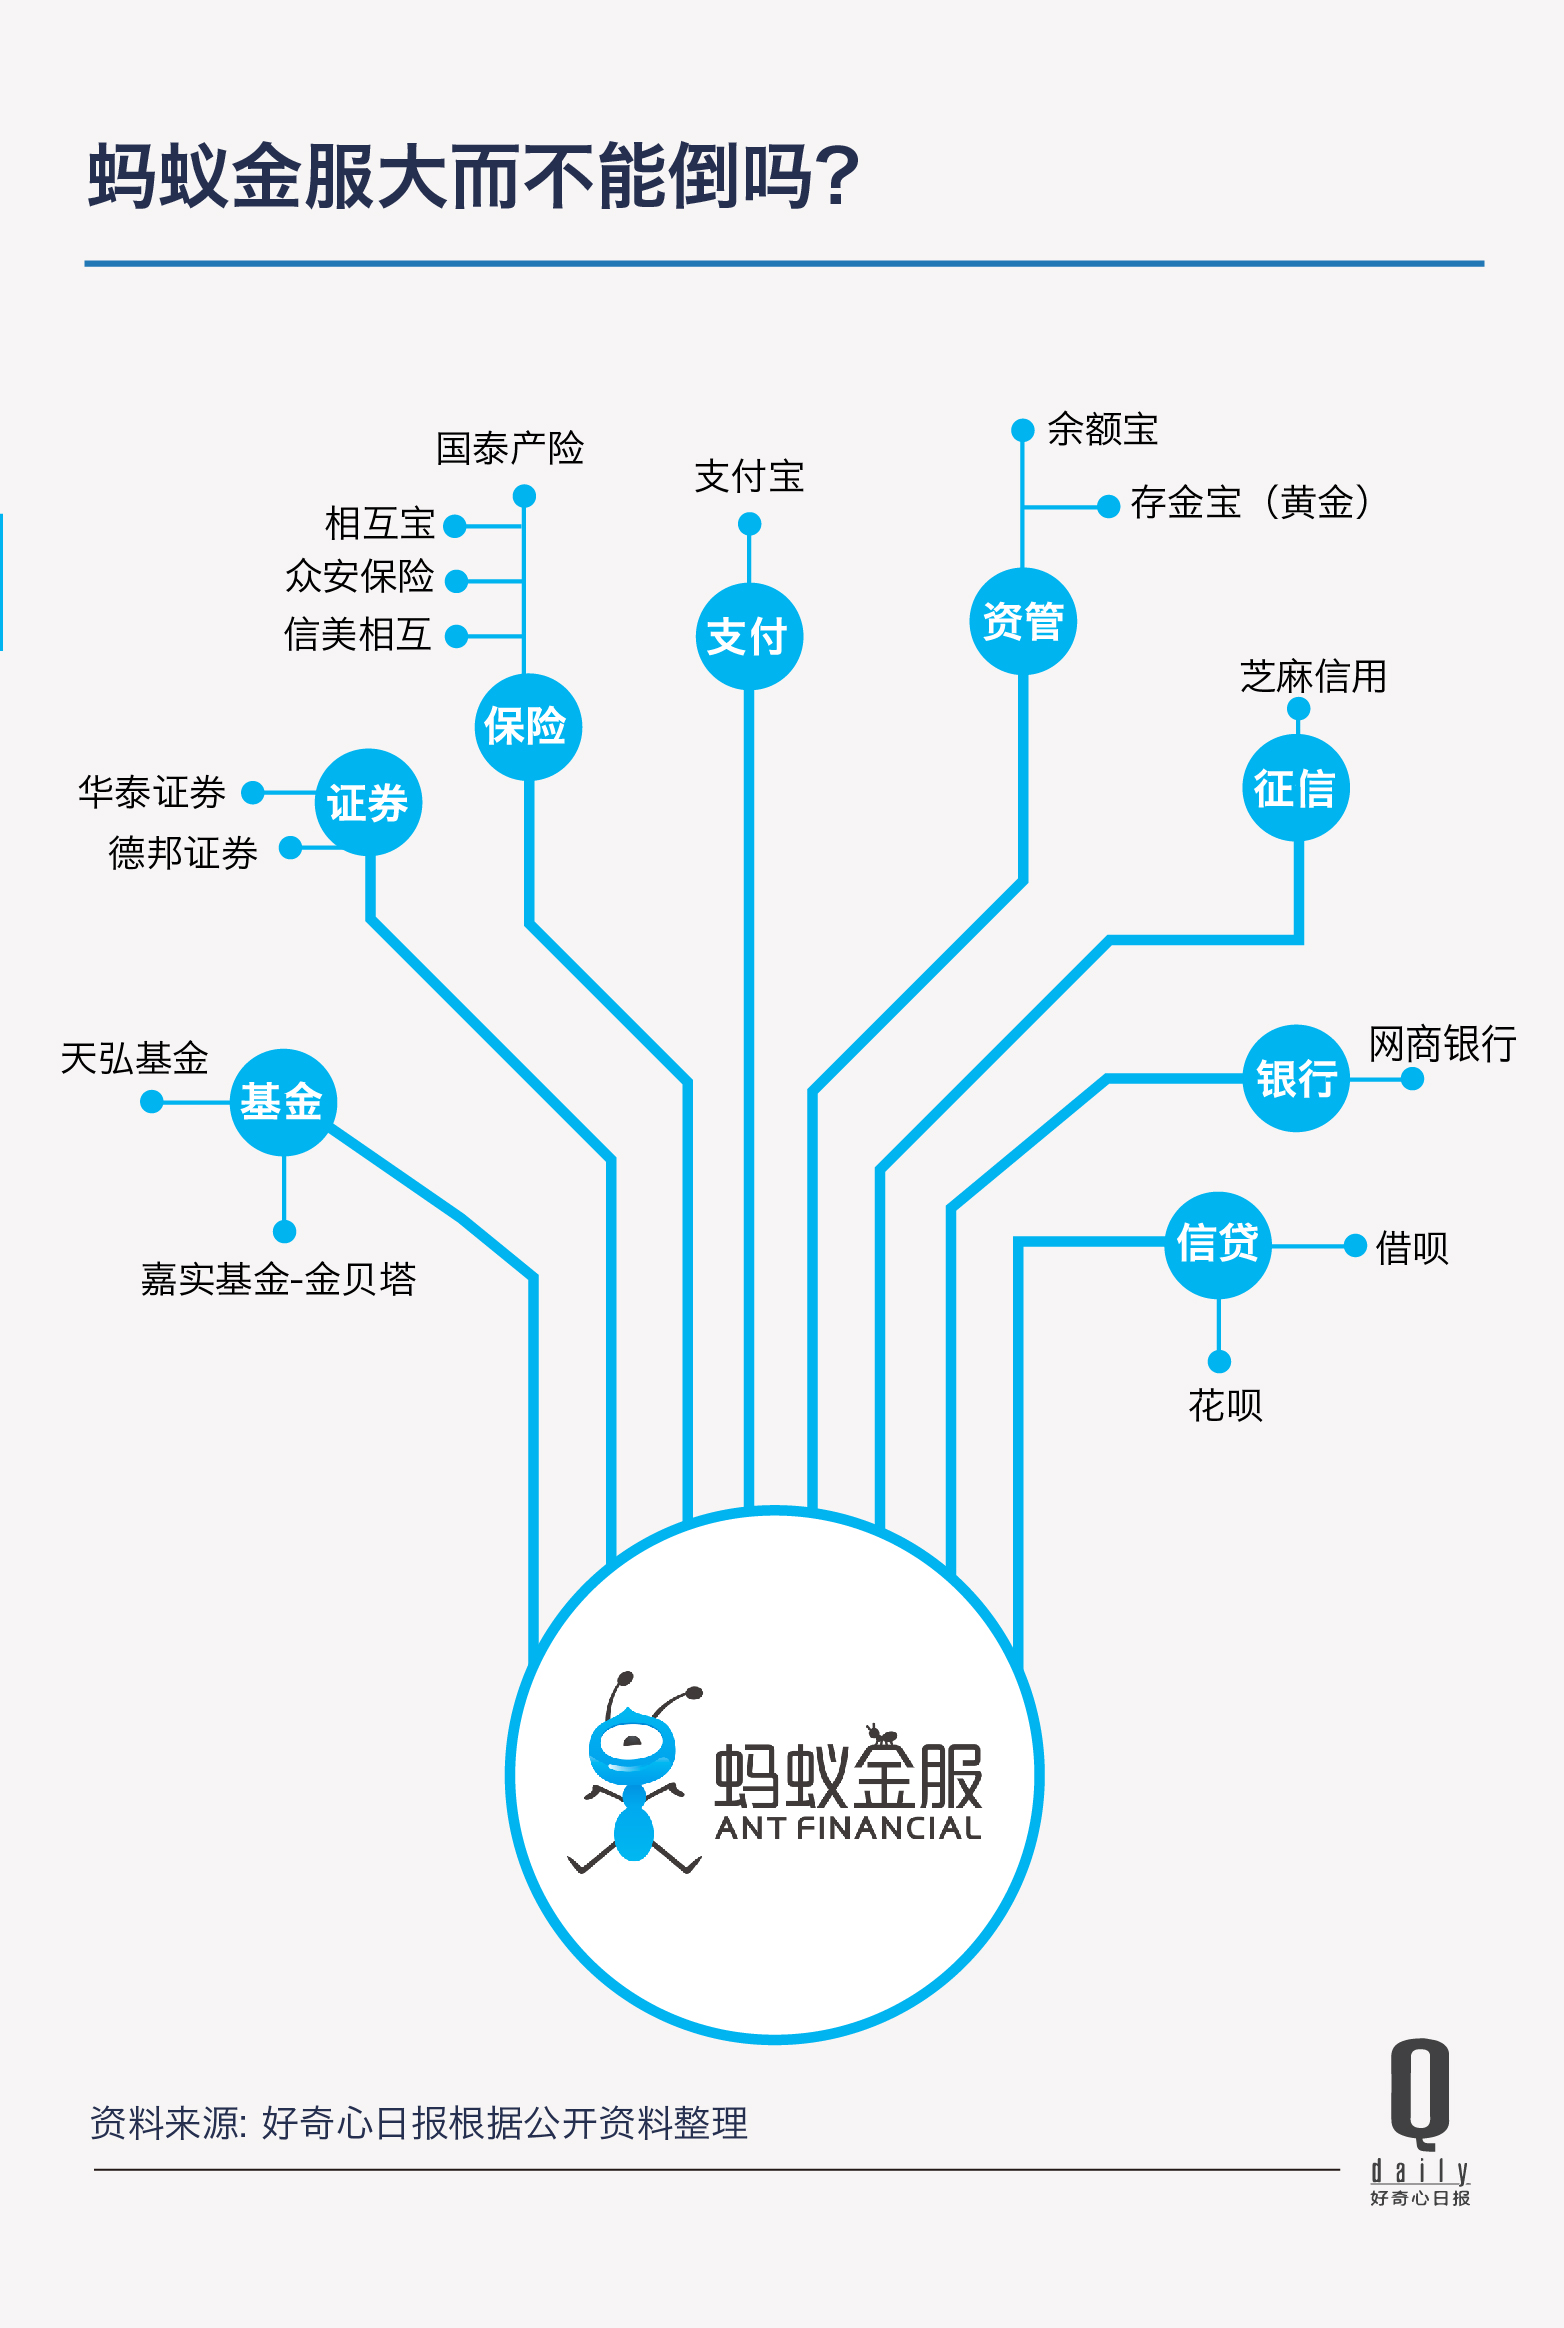 蚂蚁金服大而不能倒吗?
余额宝
国泰产险
支付宝
存金宝（黄金）
相互宝
众安保险
信美相互
支付
资管
芝麻信用
保险
华泰证券
证券
征信
德邦证券
网商银行
天弘基金
银行
基金
信贷
借呗
嘉实基金-金贝塔
花呗
蚂蚁金服
ANT FINANCIAL
资料来源: 好奇心日报根据公开资料整理
Q
daily
好奇心日报